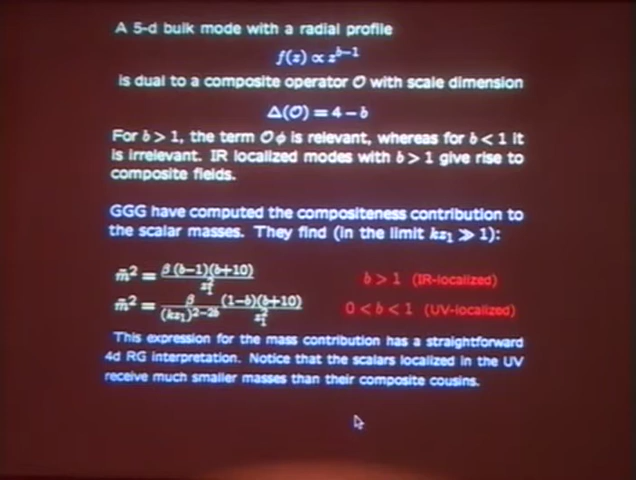 A 5-d bulk mode with a radial profile
f(z) ∝ z^{b−1}
is dual to a composite operator O with scale dimension
Δ(O) = 4 − b
For b > 1, the term Oφ is relevant, whereas for b < 1 it
is irrelevant. IR localized modes with b > 1 give rise to
composite fields.
GGG have computed the compositeness contribution to
the scalar masses. They find (in the limit kz₁ ≫ 1):
m̃² = β(b−1)(b+10) / z₁² b > 1 (IR-localized)
m̃² = β / (kz₁)^{2−2b} (1−b)(b+10) / z₁² 0 < b < 1 (UV-localized)
This expression for the mass contribution has a straightforward
4d RG interpretation. Notice that the scalars localized in the UV
receive much smaller masses than their composite cousins.